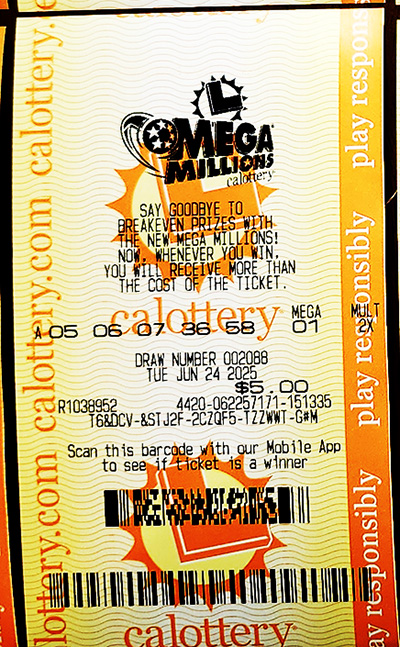 calottery.com calottery.com calottery.e
MEGA
MILLIONS
calottery
SAY GOODBYE TO
BREAKEVEN PRIZES WITH
THE NEW MEGA MILLIONS!
NOW, WHENEVER YOU WIN,
YOU WILL RECEIVE MORE THAN
THE COST OF THE TICKET.
calottery
MEGA MULT
A 05 06 07 36 58 01 2X
DRAW NUMBER 002088
TUE JUN 24 2025
$5.00
R1038952 4420-062257171-151335
T6&DCV-&STJ2F-2CZQF5-TZZWWT-G#M
Scan this barcode with our Mobile App
to see if ticket is a winner
calottery
play respons
play responsibly
ay responsibly